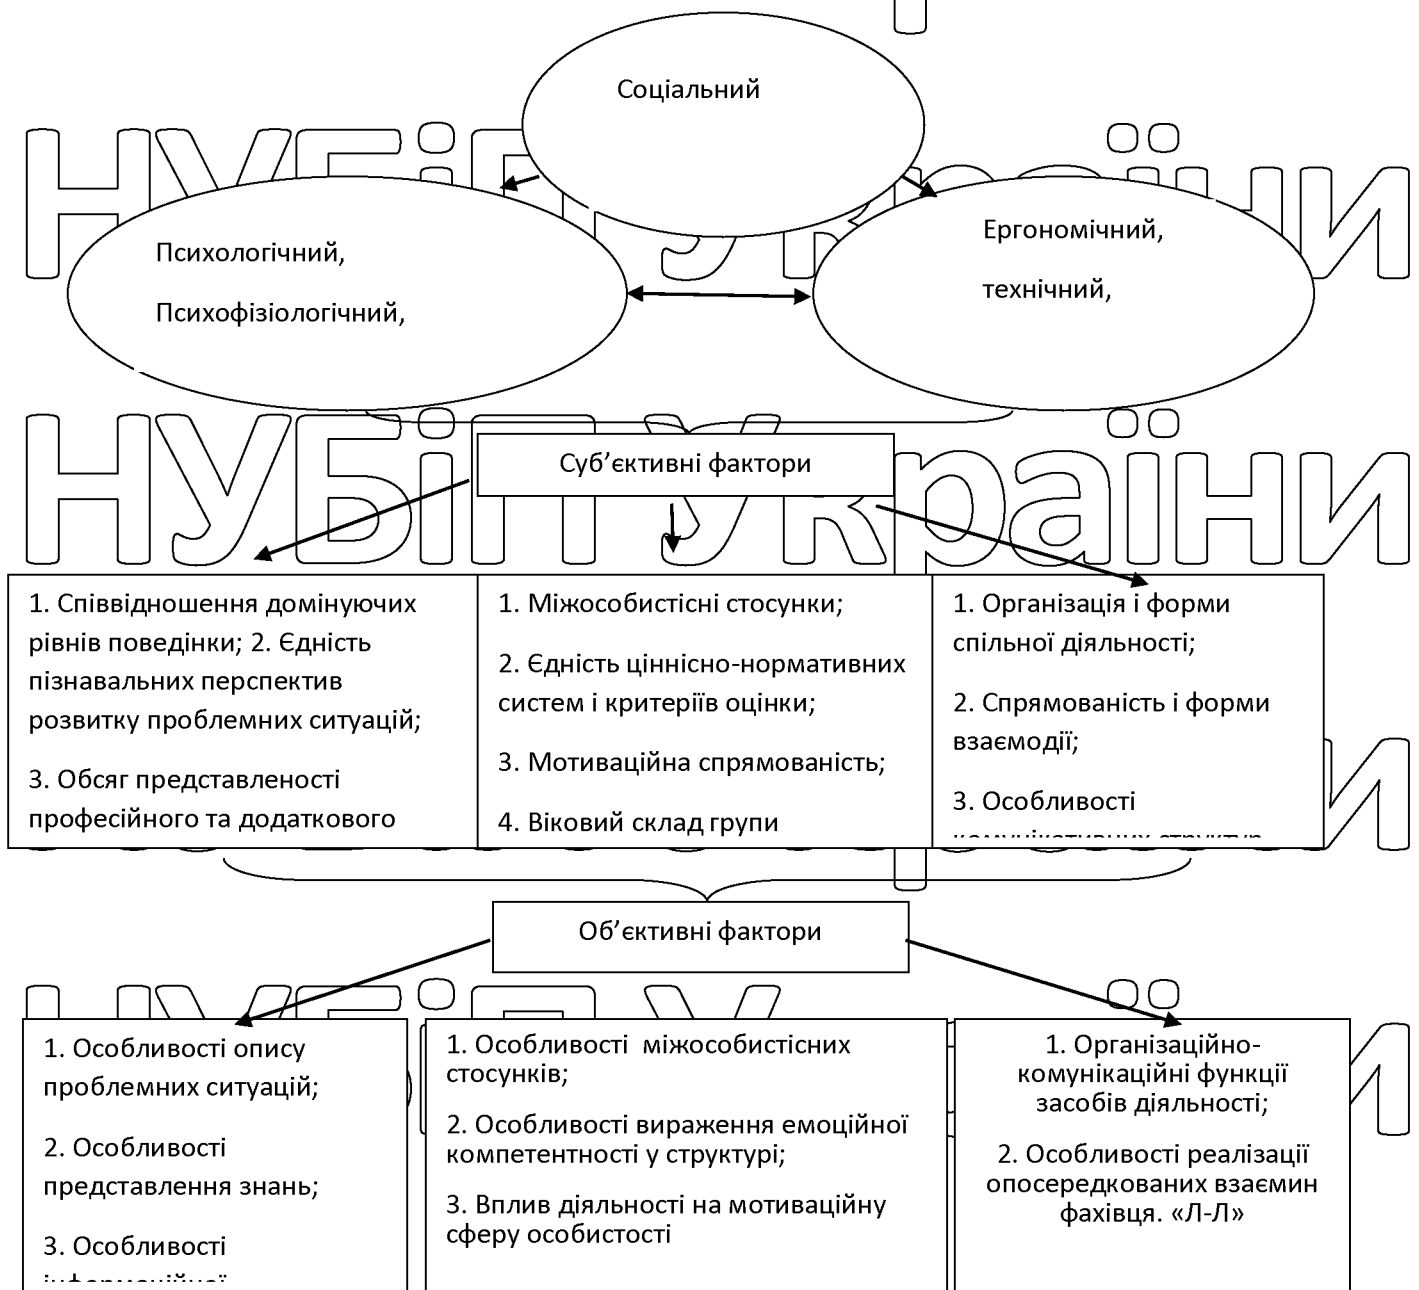 Соціальний
НУБіП України
Психологічний,
Психофізіологічний,
Ергономічний,
технічний,
НУБіП України
Суб’єктивні фактори
1. Співвідношення домінуючих
рівнів поведінки; 2. Єдність
пізнавальних перспектив
розвитку проблемних ситуацій;
3. Обсяг представленості
професійного та додаткового
1. Міжособистісні стосунки;
2. Єдність ціннісно-нормативних
систем і критеріїв оцінки;
3. Мотиваційна спрямованість;
4. Віковий склад групи
1. Організація і форми
спільної діяльності;
2. Спрямованість і форми
взаємодії;
3. Особливості
Об’єктивні фактори
1. Особливості опису
проблемних ситуацій;
2. Особливості
представлення знань;
3. Особливості
1. Особливості  міжособистісних
стосунків;
2. Особливості вираження емоційної
компетентності у структурі;
3. Вплив діяльності на мотиваційну
сферу особистості
1. Організаційно-
комунікаційні функції
засобів діяльності;
2. Особливості реалізації
опосередкованих взаємин
фахівця. «Л-Л»